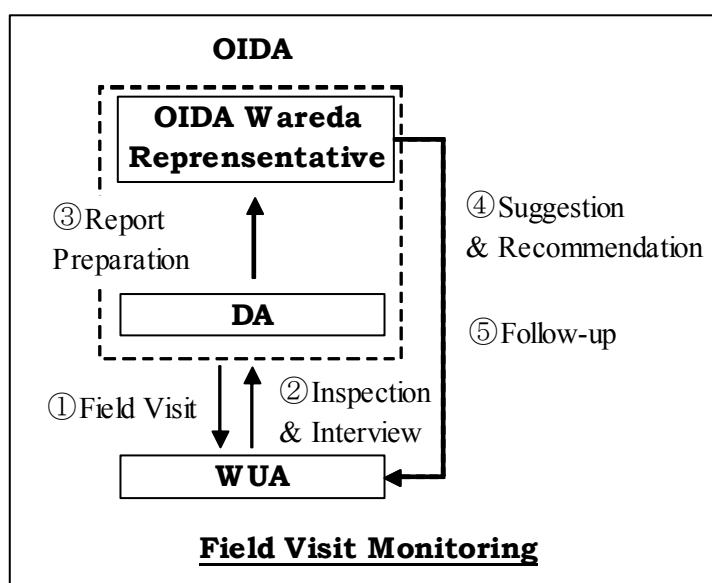 OIDA
OIDA Wareda
Reprensentative
③Report
Preparation
④Suggestion
& Recommendation
DA
⑤Follow-up
①Field Visit
②Inspection
& Interview
WUA
Field Visit Monitoring